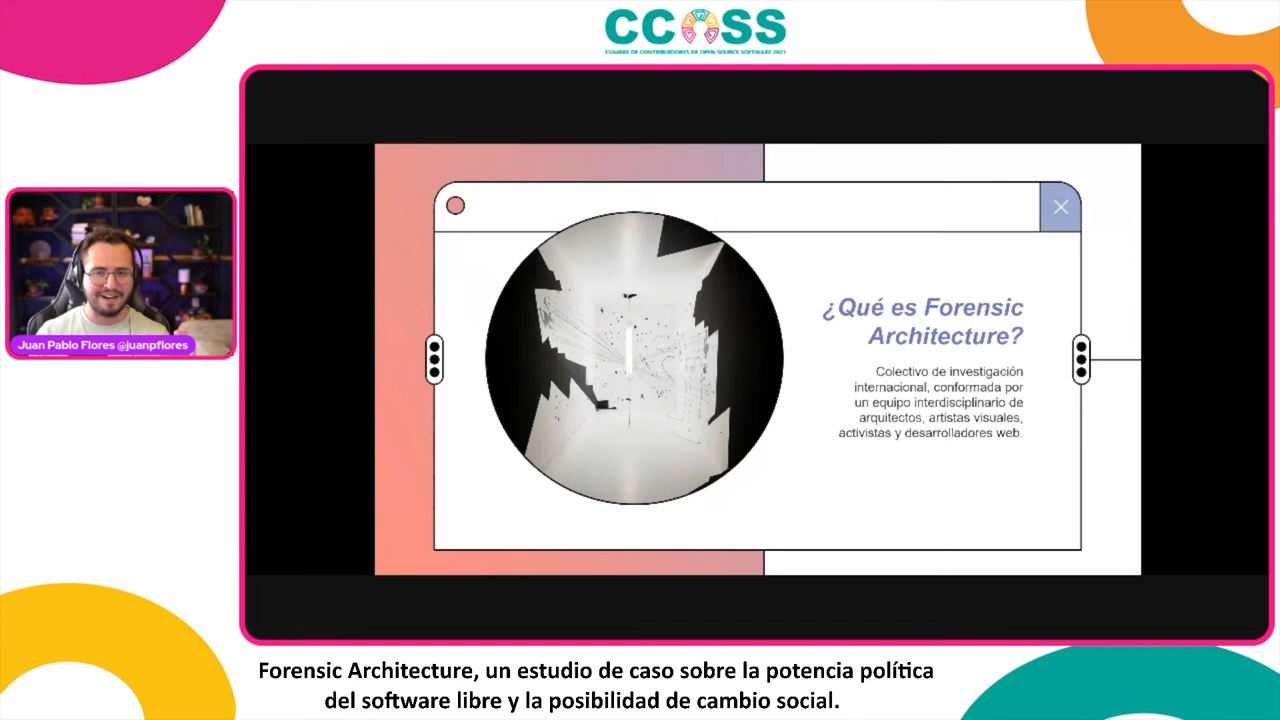 CCOSS
CUMBRE DE CONTRIBUIDORES DE OPEN SOURCE SOFTWARE 2021
¿Qué es Forensic
Architecture?
Colectivo de investigación
internacional, conformada por
un equipo interdisciplinario de
arquitectos, artistas visuales,
activistas y desarrolladores web.
Juan Pablo Flores @juanpflores
Forensic Architecture, un estudio de caso sobre la potencia política
del software libre y la posibilidad de cambio social.